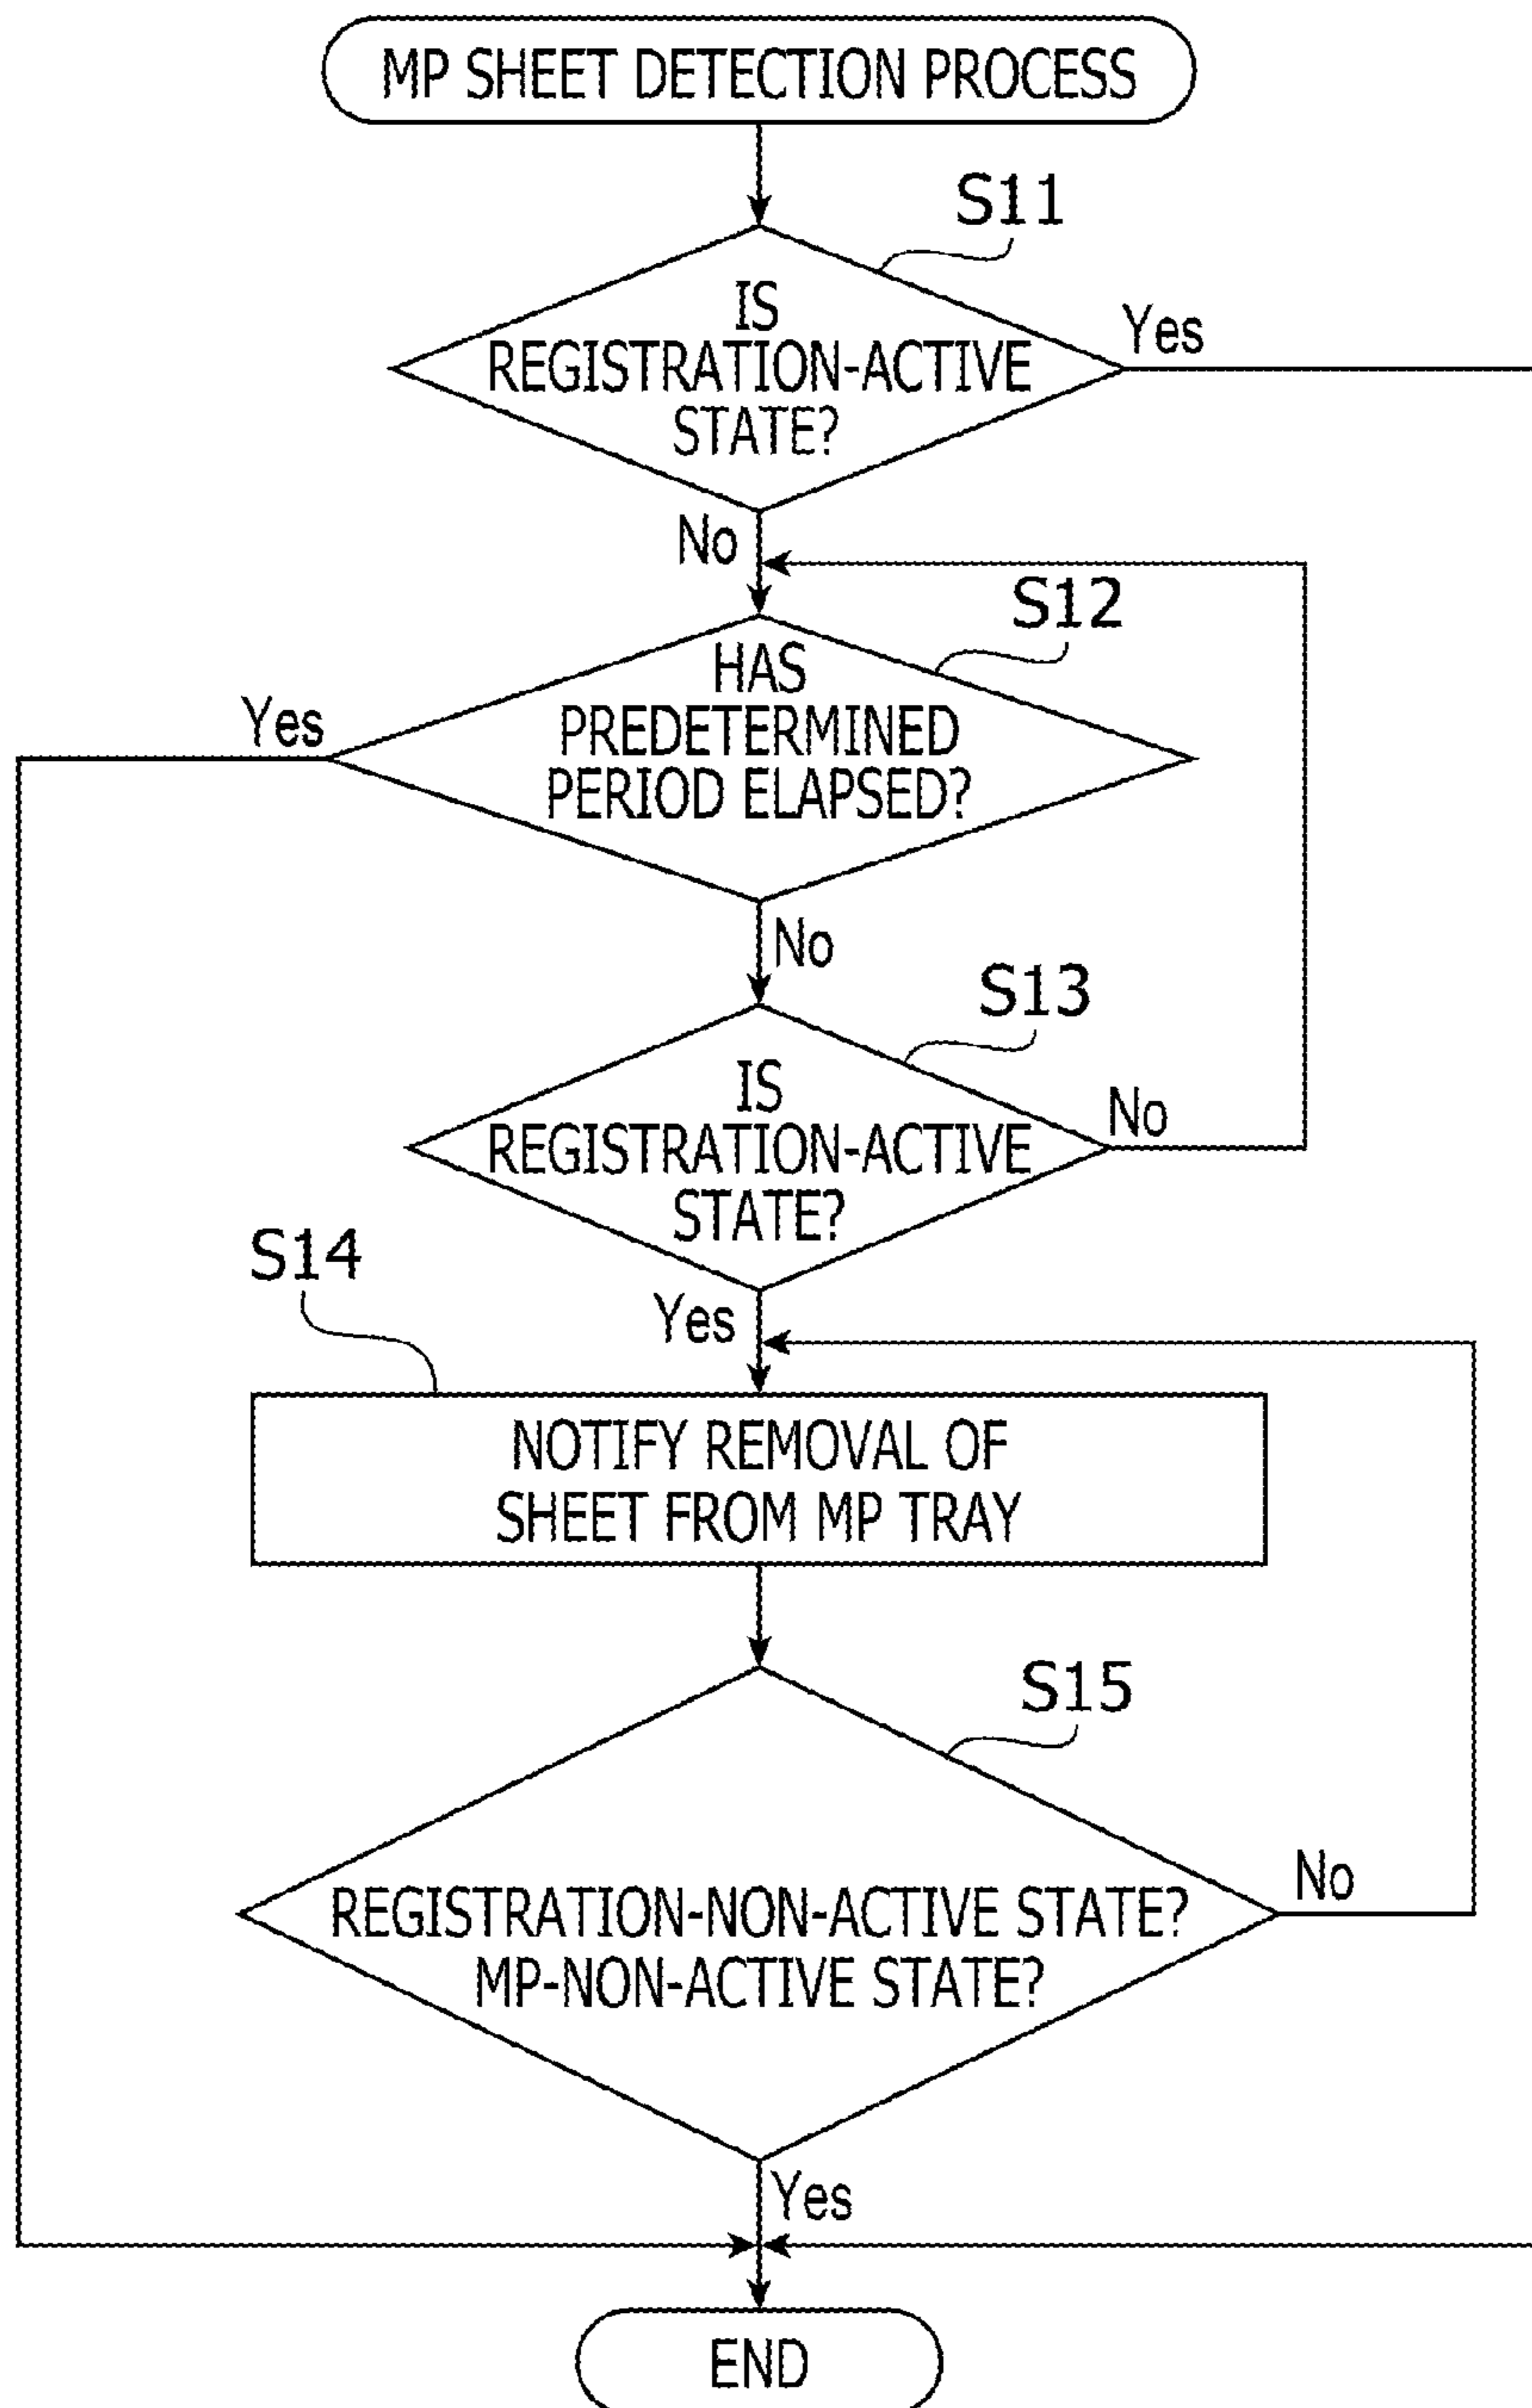 MP SHEET DETECTION PROCESS
S11
IS
REGISTRATION-ACTIVE
STATE?
Yes
No
S12
HAS
PREDETERMINED
PERIOD ELAPSED?
Yes
No
S13
IS
REGISTRATION-ACTIVE
STATE?
No
Yes
S14
NOTIFY REMOVAL OF
SHEET FROM MP TRAY
S15
REGISTRATION-NON-ACTIVE STATE?
MP-NON-ACTIVE STATE?
No
Yes
END